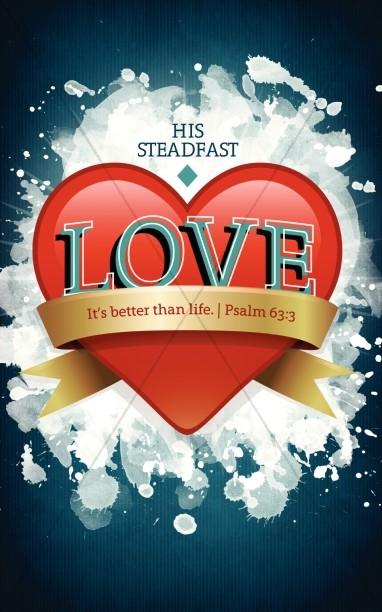 HIS
STEADFAST
LOVE
It's better than life. | Psalm 63:3